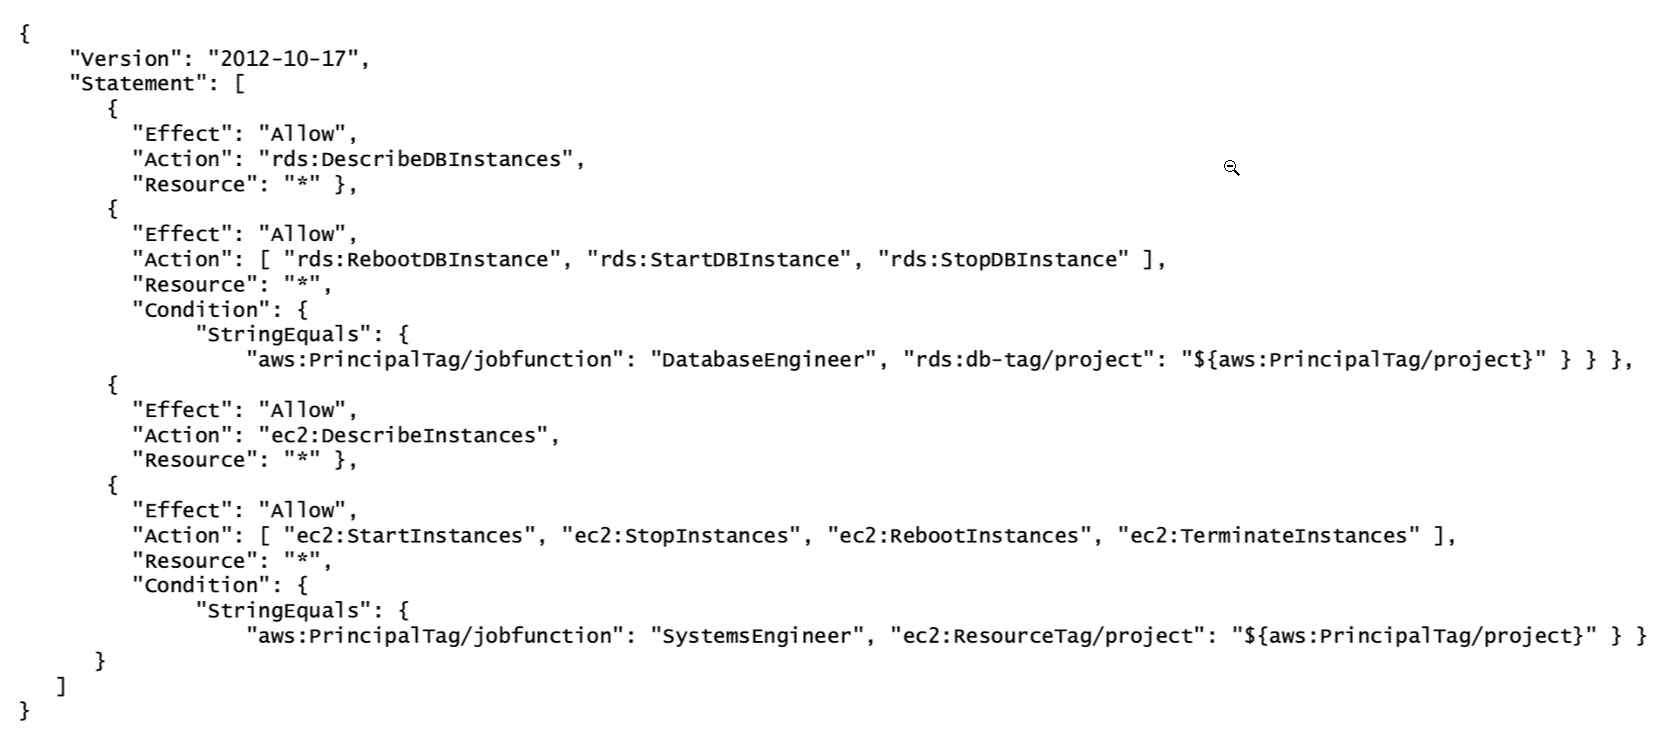 {
"Version": "2012-10-17",
"Statement": [
{
"Effect": "Allow",
"Action": "rds:DescribeDBInstances",
"Resource": "*" },
{
"Effect": "Allow",
"Action": [ "rds:RebootDBInstance", "rds:StartDBInstance", "rds:StopDBInstance" ],
"Resource": "*",
"Condition": {
"StringEquals": {
"aws:PrincipalTag/jobfunction": "DatabaseEngineer", "rds:db-tag/project": "${aws:PrincipalTag/project}" } } },
{
"Effect": "Allow",
"Action": "ec2:DescribeInstances",
"Resource": "*" },
{
"Effect": "Allow",
"Action": [ "ec2:StartInstances", "ec2:StopInstances", "ec2:RebootInstances", "ec2:TerminateInstances" ],
"Resource": "*",
"Condition": {
"StringEquals": {
"aws:PrincipalTag/jobfunction": "SystemsEngineer", "ec2:ResourceTag/project": "${aws:PrincipalTag/project}" } }
}
]
}